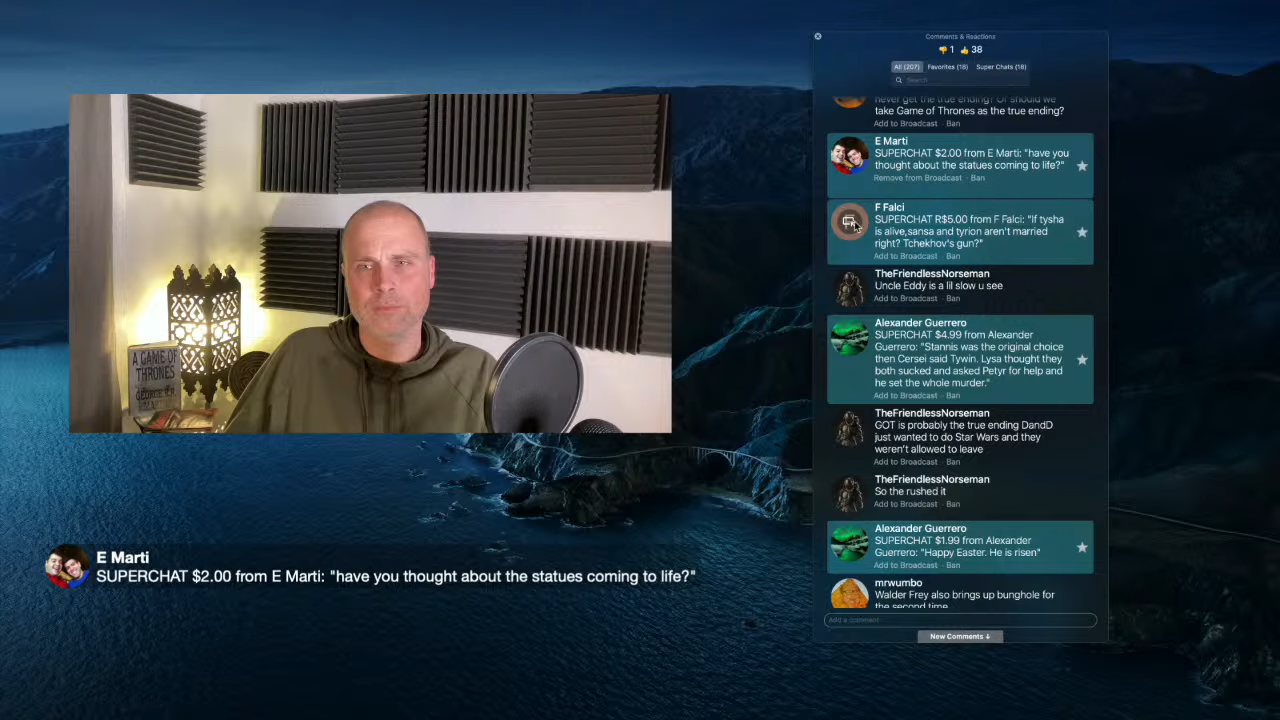 Comments & Reactions
👎 1 👍 38
All (207) Favorites (18) Super Chats (18)
Search
never get the true ending? Or should we
take Game of Thrones as the true ending?
Add to Broadcast · Ban
E Marti
SUPERCHAT $2.00 from E Marti: "have you
thought about the statues coming to life?"
Remove from Broadcast · Ban
F Falci
SUPERCHAT R$5.00 from F Falci: "If tysha
is alive,sansa and tyrion aren't married
right? Tchekhov's gun?"
Add to Broadcast · Ban
TheFriendlessNorseman
Uncle Eddy is a lil slow u see
Add to Broadcast · Ban
Alexander Guerrero
SUPERCHAT $4.99 from Alexander
Guerrero: "Stannis was the original choice
then Cersei said Tywin. Lysa thought they
both sucked and asked Petyr for help and
he set the whole murder."
Add to Broadcast · Ban
TheFriendlessNorseman
GOT is probably the true ending DandD
just wanted to do Star Wars and they
weren't allowed to leave
Add to Broadcast · Ban
TheFriendlessNorseman
So the rushed it
Add to Broadcast · Ban
Alexander Guerrero
SUPERCHAT $1.99 from Alexander
Guerrero: "Happy Easter. He is risen"
Add to Broadcast · Ban
mrwumbo
Walder Frey also brings up bunghole for
the second time
Add a comment
New Comments ↓
A GAME OF
THRONES
GEORGE R.R.
E Marti
SUPERCHAT $2.00 from E Marti: "have you thought about the statues coming to life?"